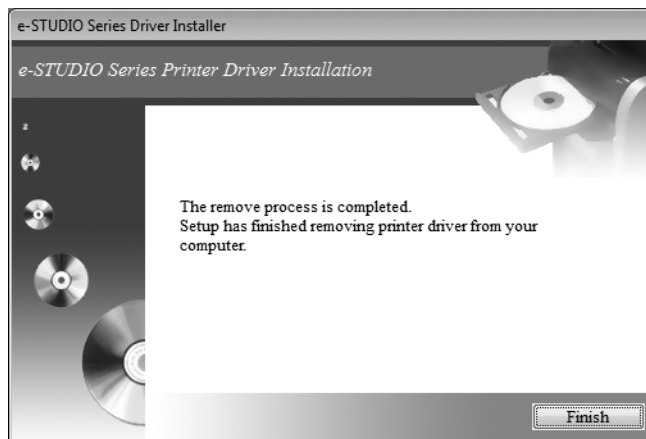 e-STUDIO Series Driver Installer
e-STUDIO Series Printer Driver Installation
The remove process is completed.
Setup has finished removing printer driver from your
computer.
Finish